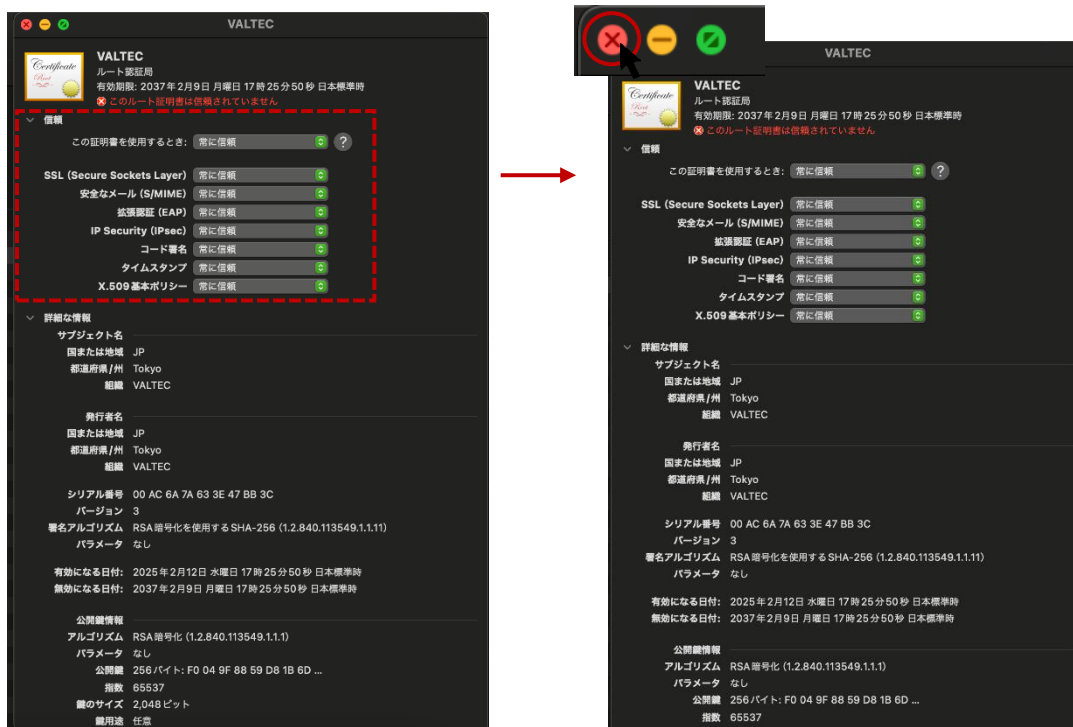 VALTEC
Certificate
Root
VALTEC
ルート認証局
有効期限: 2037年2月9日 月曜日 17時25分50秒 日本標準時
このルート証明書は信頼されていません
信頼
この証明書を使用するとき: 常に信頼 ?
SSL (Secure Sockets Layer) 常に信頼
安全なメール (S/MIME) 常に信頼
拡張認証 (EAP) 常に信頼
IP Security (IPsec) 常に信頼
コード署名 常に信頼
タイムスタンプ 常に信頼
X.509基本ポリシー 常に信頼
詳細な情報
サブジェクト名
国または地域 JP
都道府県/州 Tokyo
組織 VALTEC
発行者名
国または地域 JP
都道府県/州 Tokyo
組織 VALTEC
シリアル番号 00 AC 6A 7A 63 3E 47 BB 3C
バージョン 3
署名アルゴリズム RSA暗号化を使用するSHA-256 (1.2.840.113549.1.1.11)
パラメータ なし
有効になる日付: 2025年2月12日 水曜日 17時25分50秒 日本標準時
無効になる日付: 2037年2月9日 月曜日 17時25分50秒 日本標準時
公開鍵情報
アルゴリズム RSA暗号化 (1.2.840.113549.1.1.1)
パラメータ なし
公開鍵 256バイト: F0 04 9F 88 59 D8 1B 6D ...
指数 65537
鍵のサイズ 2,048ビット
鍵用途 任意
VALTEC
Certificate
Root
VALTEC
ルート認証局
有効期限: 2037年2月9日 月曜日 17時25分50秒 日本標準時
このルート証明書は信頼されていません
信頼
この証明書を使用するとき: 常に信頼 ?
SSL (Secure Sockets Layer) 常に信頼
安全なメール (S/MIME) 常に信頼
拡張認証 (EAP) 常に信頼
IP Security (IPsec) 常に信頼
コード署名 常に信頼
タイムスタンプ 常に信頼
X.509基本ポリシー 常に信頼
詳細な情報
サブジェクト名
国または地域 JP
都道府県/州 Tokyo
組織 VALTEC
発行者名
国または地域 JP
都道府県/州 Tokyo
組織 VALTEC
シリアル番号 00 AC 6A 7A 63 3E 47 BB 3C
バージョン 3
署名アルゴリズム RSA暗号化を使用するSHA-256 (1.2.840.113549.1.1.11)
パラメータ なし
有効になる日付: 2025年2月12日 水曜日 17時25分50秒 日本標準時
無効になる日付: 2037年2月9日 月曜日 17時25分50秒 日本標準時
公開鍵情報
アルゴリズム RSA暗号化 (1.2.840.113549.1.1.1)
パラメータ なし
公開鍵 256バイト: F0 04 9F 88 59 D8 1B 6D ...
指数 65537